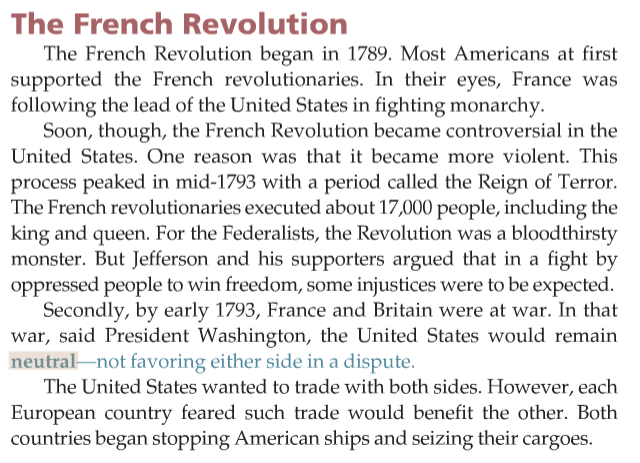 The French Revolution
The French Revolution began in 1789. Most Americans at first
supported the French revolutionaries. In their eyes, France was
following the lead of the United States in fighting monarchy.
Soon, though, the French Revolution became controversial in the
United States. One reason was that it became more violent. This
process peaked in mid-1793 with a period called the Reign of Terror.
The French revolutionaries executed about 17,000 people, including the
king and queen. For the Federalists, the Revolution was a bloodthirsty
monster. But Jefferson and his supporters argued that in a fight by
oppressed people to win freedom, some injustices were to be expected.
Secondly, by early 1793, France and Britain were at war. In that
war, said President Washington, the United States would remain
neutral—not favoring either side in a dispute.
The United States wanted to trade with both sides. However, each
European country feared such trade would benefit the other. Both
countries began stopping American ships and seizing their cargoes.